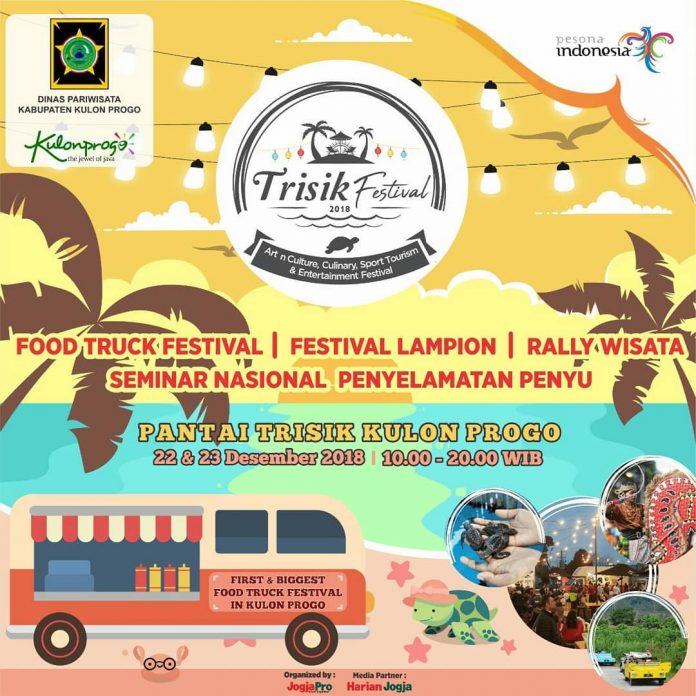 DINAS PARIWISATA
KABUPATEN KULON PROGO
Kulonprogo
the jewel of java
pesona
indonesia
Trisik Festival
2018
Art n Culture, Culinary, Sport Tourism
& Entertainment Festival
FOOD TRUCK FESTIVAL | FESTIVAL LAMPION | RALLY WISATA
SEMINAR NASIONAL PENYELAMATAN PENYU
PANTAI TRISIK KULON PROGO
22 & 23 Desember 2018 | 10.00 - 20.00 WIB
FIRST & BIGGEST
FOOD TRUCK FESTIVAL
IN KULON PROGO
Organized by :
JogjaPro
Media Partner :
Harian Jogja